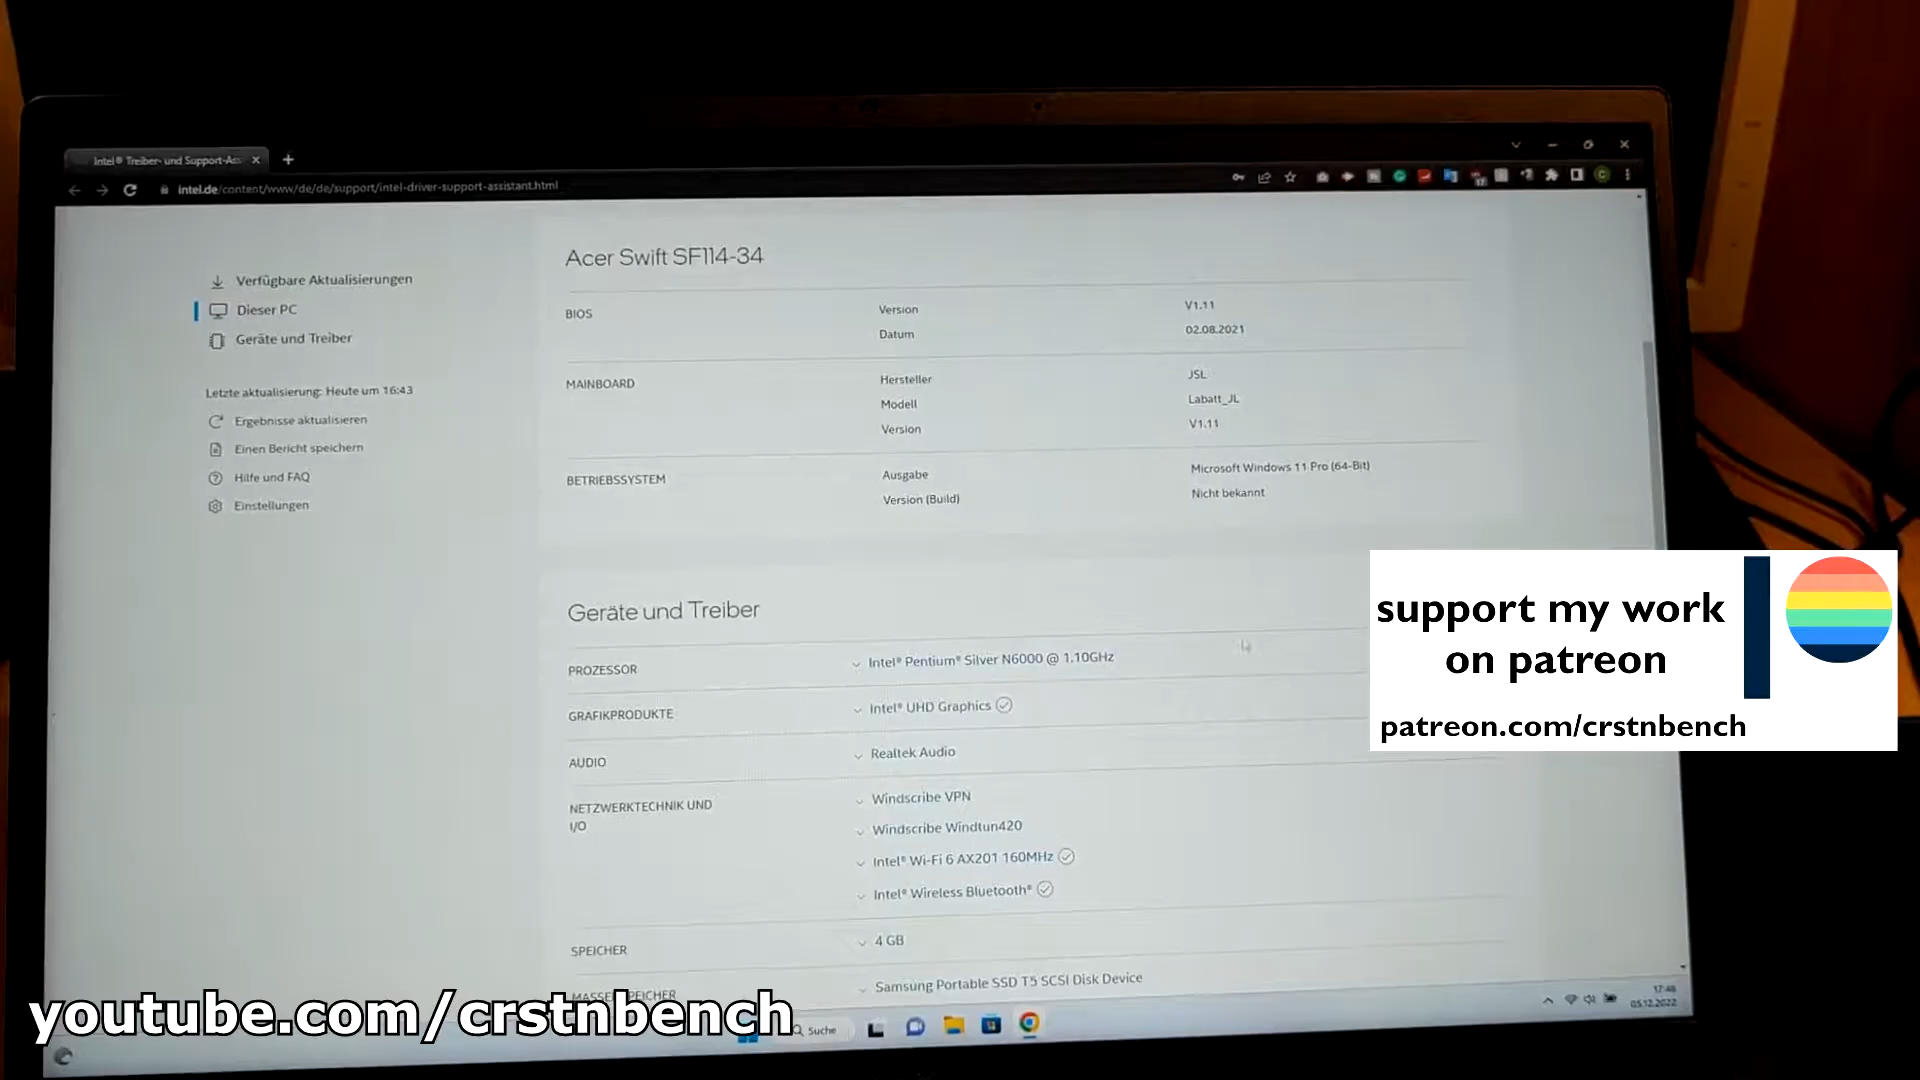 Intel® Treiber- und Support-Ass
intel.de/content/www/de/de/support/intel-driver-support-assistant.html
Verfügbare Aktualisierungen
Dieser PC
Geräte und Treiber
Letzte aktualisierung: Heute um 16:43
Ergebnisse aktualisieren
Einen Bericht speichern
Hilfe und FAQ
Einstellungen
Acer Swift SF114-34
BIOS Version V1.11
Datum 02.08.2021
MAINBOARD Hersteller JSL
Modell Labatt_JL
Version V1.11
BETRIEBSSYSTEM Ausgabe Microsoft Windows 11 Pro (64-Bit)
Version (Build) Nicht bekannt
Geräte und Treiber
PROZESSOR Intel® Pentium® Silver N6000 @ 1.10GHz
GRAFIKPRODUKTE Intel® UHD Graphics
AUDIO Realtek Audio
NETZWERKTECHNIK UND
I/O
Windscribe VPN
Windscribe Windtun420
Intel® Wi-Fi 6 AX201 160MHz
Intel® Wireless Bluetooth®
SPEICHER 4 GB
Samsung Portable SSD T5 SCSI Disk Device
support my work
on patreon
patreon.com/crstnbench
youtube.com/crstnbench
Suche
17:48
05.12.2022